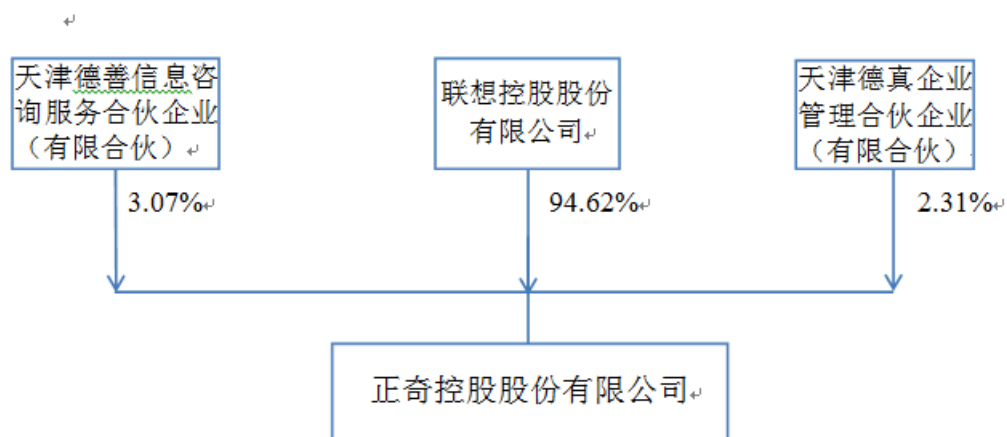 天津德善信息咨
询服务合伙企业
（有限合伙）
联想控股股份
有限公司
天津德真企业
管理合伙企业
（有限合伙）
3.07%
94.62%
2.31%
正奇控股股份有限公司